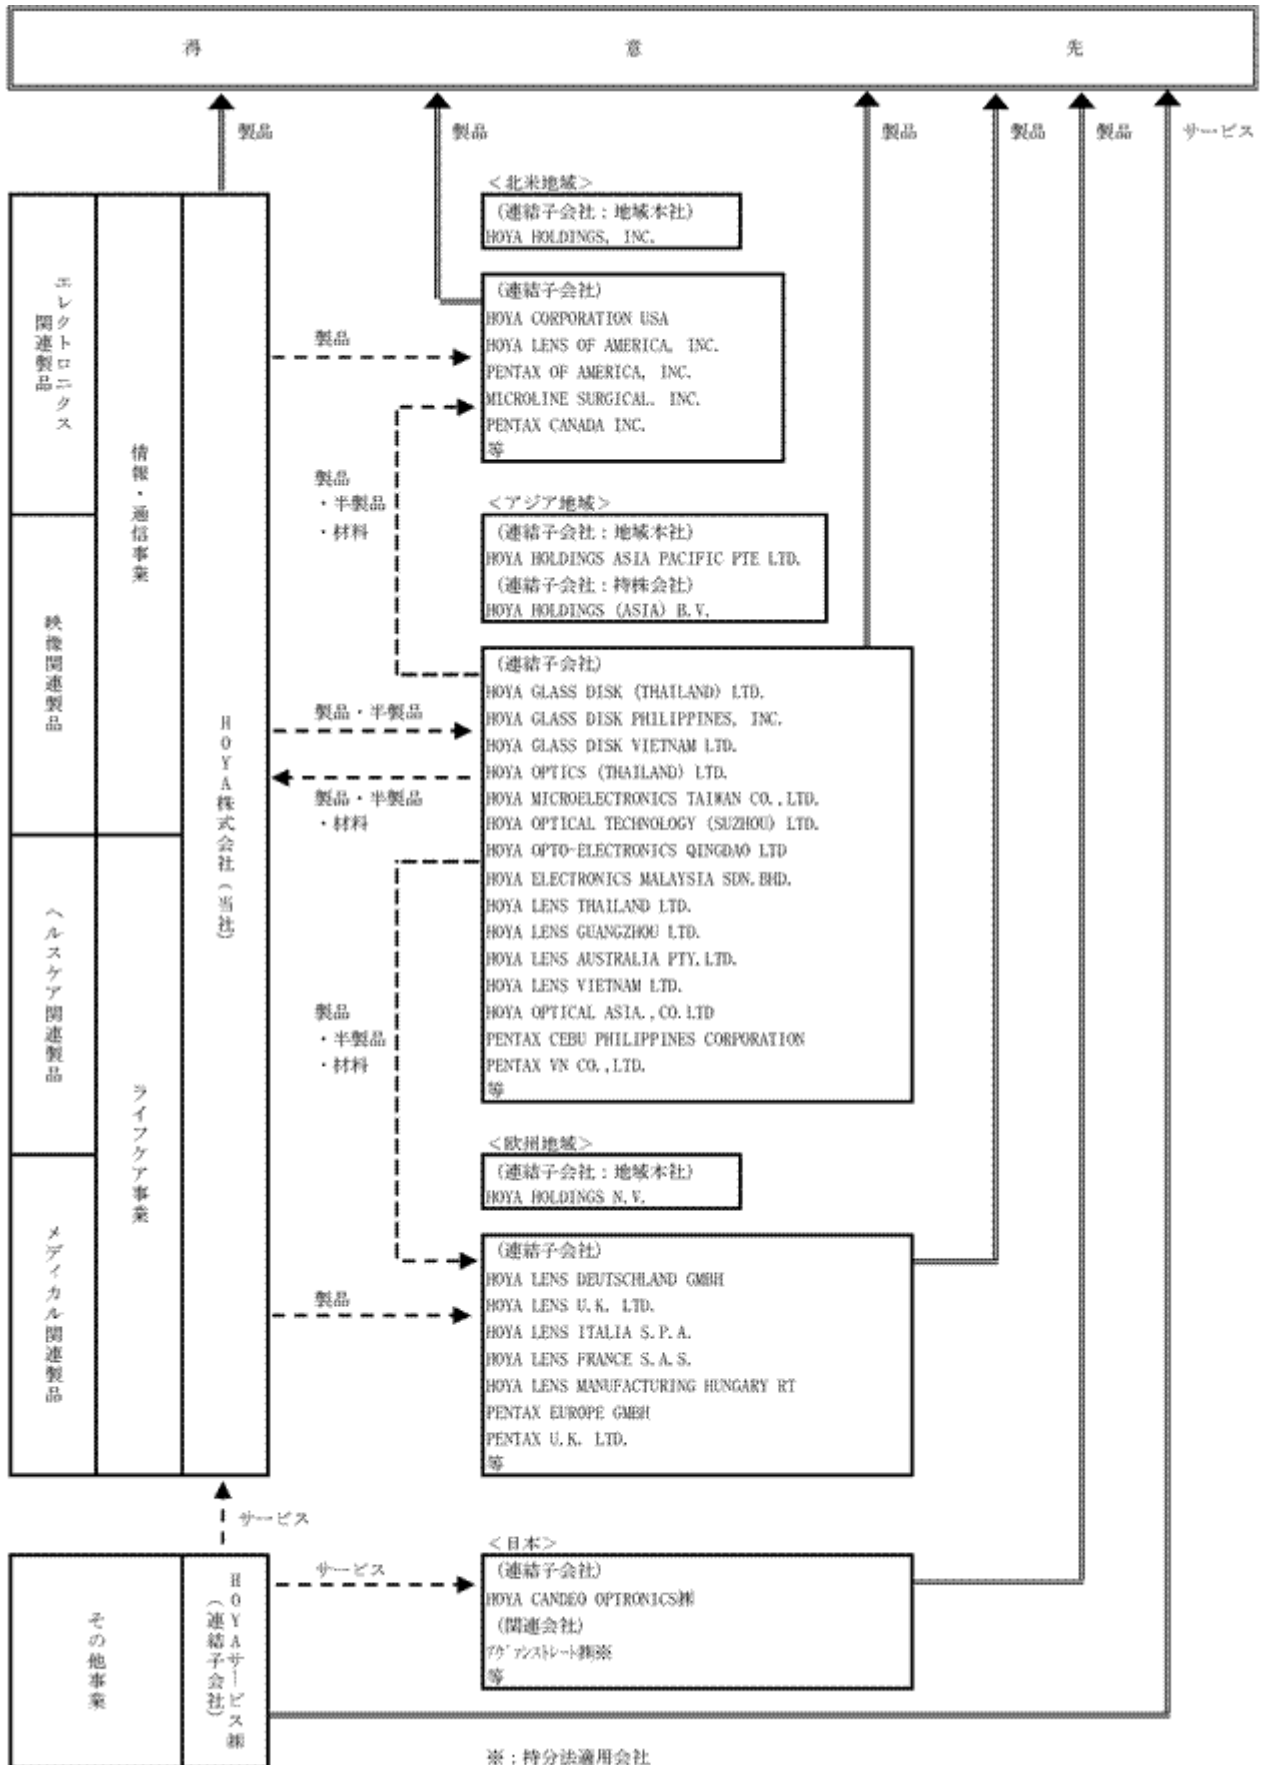 得意先
製品
製品
製品
製品
製品
サービス
エレクトロニクス
関連製品
映像関連製品
ヘルスケア関連製品
メディカル関連製品
情報・通信事業
ライフケア事業
HOYA株式会社(当社)
<北米地域>
(連結子会社：地域本社)
HOYA HOLDINGS, INC.
(連結子会社)
HOYA CORPORATION USA
HOYA LENS OF AMERICA, INC.
PENTAX OF AMERICA, INC.
MICROLINE SURGICAL, INC.
PENTAX CANADA INC.
等
製品
製品
・半製品
・材料
<アジア地域>
(連結子会社：地域本社)
HOYA HOLDINGS ASIA PACIFIC PTE LTD.
(連結子会社：持株会社)
HOYA HOLDINGS (ASIA) B.V.
(連結子会社)
HOYA GLASS DISK (THAILAND) LTD.
HOYA GLASS DISK PHILIPPINES, INC.
HOYA GLASS DISK VIETNAM LTD.
HOYA OPTICS (THAILAND) LTD.
HOYA MICROELECTRONICS TAIWAN CO.,LTD.
HOYA OPTICAL TECHNOLOGY (SUZHOU) LTD.
HOYA OPTO-ELECTRONICS QINGDAO LTD
HOYA ELECTRONICS MALAYSIA SDN.BHD.
HOYA LENS THAILAND LTD.
HOYA LENS GUANGZHOU LTD.
HOYA LENS AUSTRALIA PTY.LTD.
HOYA LENS VIETNAM LTD.
HOYA OPTICAL ASIA.,CO.LTD
PENTAX CEBU PHILIPPINES CORPORATION
PENTAX VN CO.,LTD.
等
製品・半製品
製品・半製品
・材料
製品
・半製品
・材料
<欧州地域>
(連結子会社：地域本社)
HOYA HOLDINGS N.V.
(連結子会社)
HOYA LENS DEUTSCHLAND GMBH
HOYA LENS U.K. LTD.
HOYA LENS ITALIA S.P.A.
HOYA LENS FRANCE S.A.S.
HOYA LENS MANUFACTURING HUNGARY RT
PENTAX EUROPE GMBH
PENTAX U.K. LTD.
等
製品
サービス
その他事業
HOYAサービス㈱
(連結子会社)
サービス
<日本>
(連結子会社)
HOYA CANDEO OPTRONICS㈱
(関連会社)
ｱｳﾞｧﾝストレート㈱※
等
※：持分法適用会社